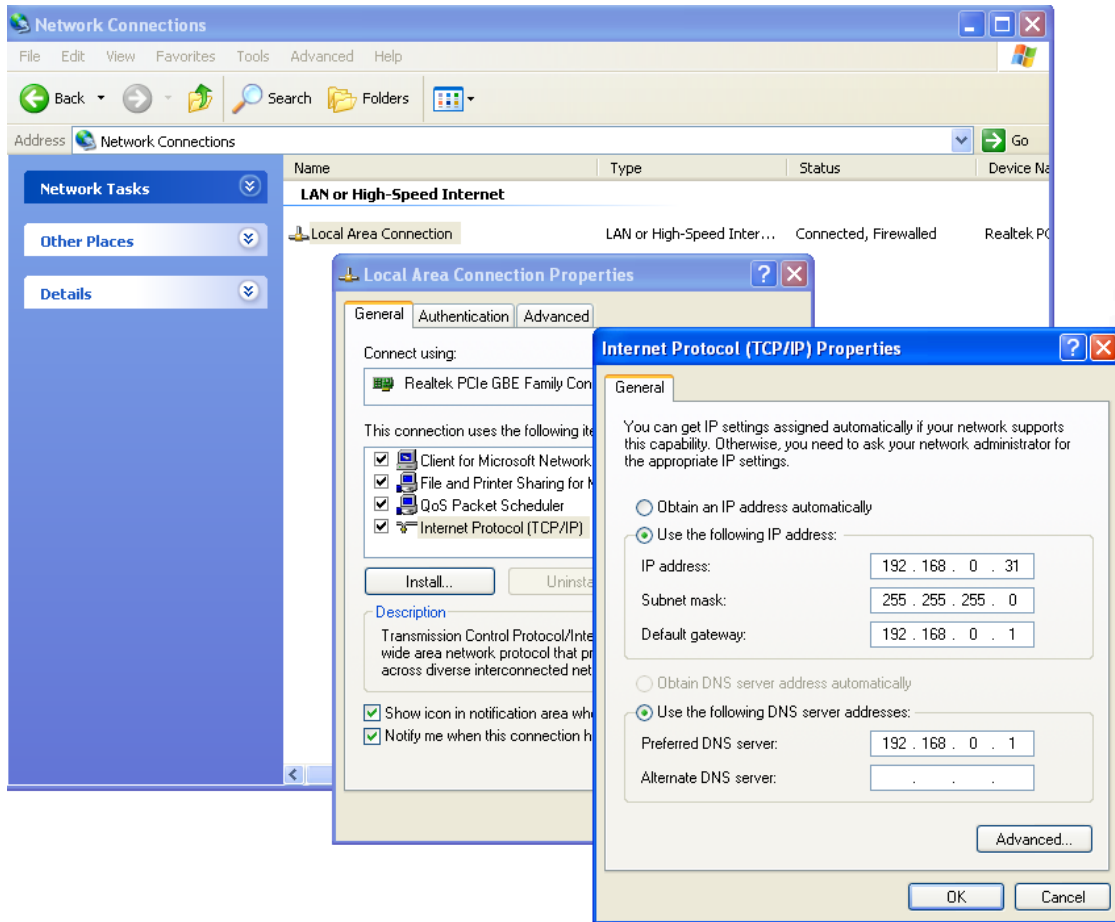 Network Connections
File Edit View Favorites Tools Advanced Help
Back Search Folders
Address Network Connections Go
Name Type Status Device Na
Network Tasks
LAN or High-Speed Internet
Other Places
Local Area Connection LAN or High-Speed Inter... Connected, Firewalled Realtek PC
Details
Local Area Connection Properties
General Authentication Advanced
Connect using:
Realtek PCIe GBE Family Con
This connection uses the following ite
Client for Microsoft Network
File and Printer Sharing for M
QoS Packet Scheduler
Internet Protocol (TCP/IP)
Install... Uninsta
Description
Transmission Control Protocol/Inte
wide area network protocol that pr
across diverse interconnected net
Show icon in notification area whe
Notify me when this connection h
Internet Protocol (TCP/IP) Properties
General
You can get IP settings assigned automatically if your network supports
this capability. Otherwise, you need to ask your network administrator for
the appropriate IP settings.
Obtain an IP address automatically
Use the following IP address:
IP address: 192 . 168 . 0 . 31
Subnet mask: 255 . 255 . 255 . 0
Default gateway: 192 . 168 . 0 . 1
Obtain DNS server address automatically
Use the following DNS server addresses:
Preferred DNS server: 192 . 168 . 0 . 1
Alternate DNS server: . . .
Advanced...
OK Cancel